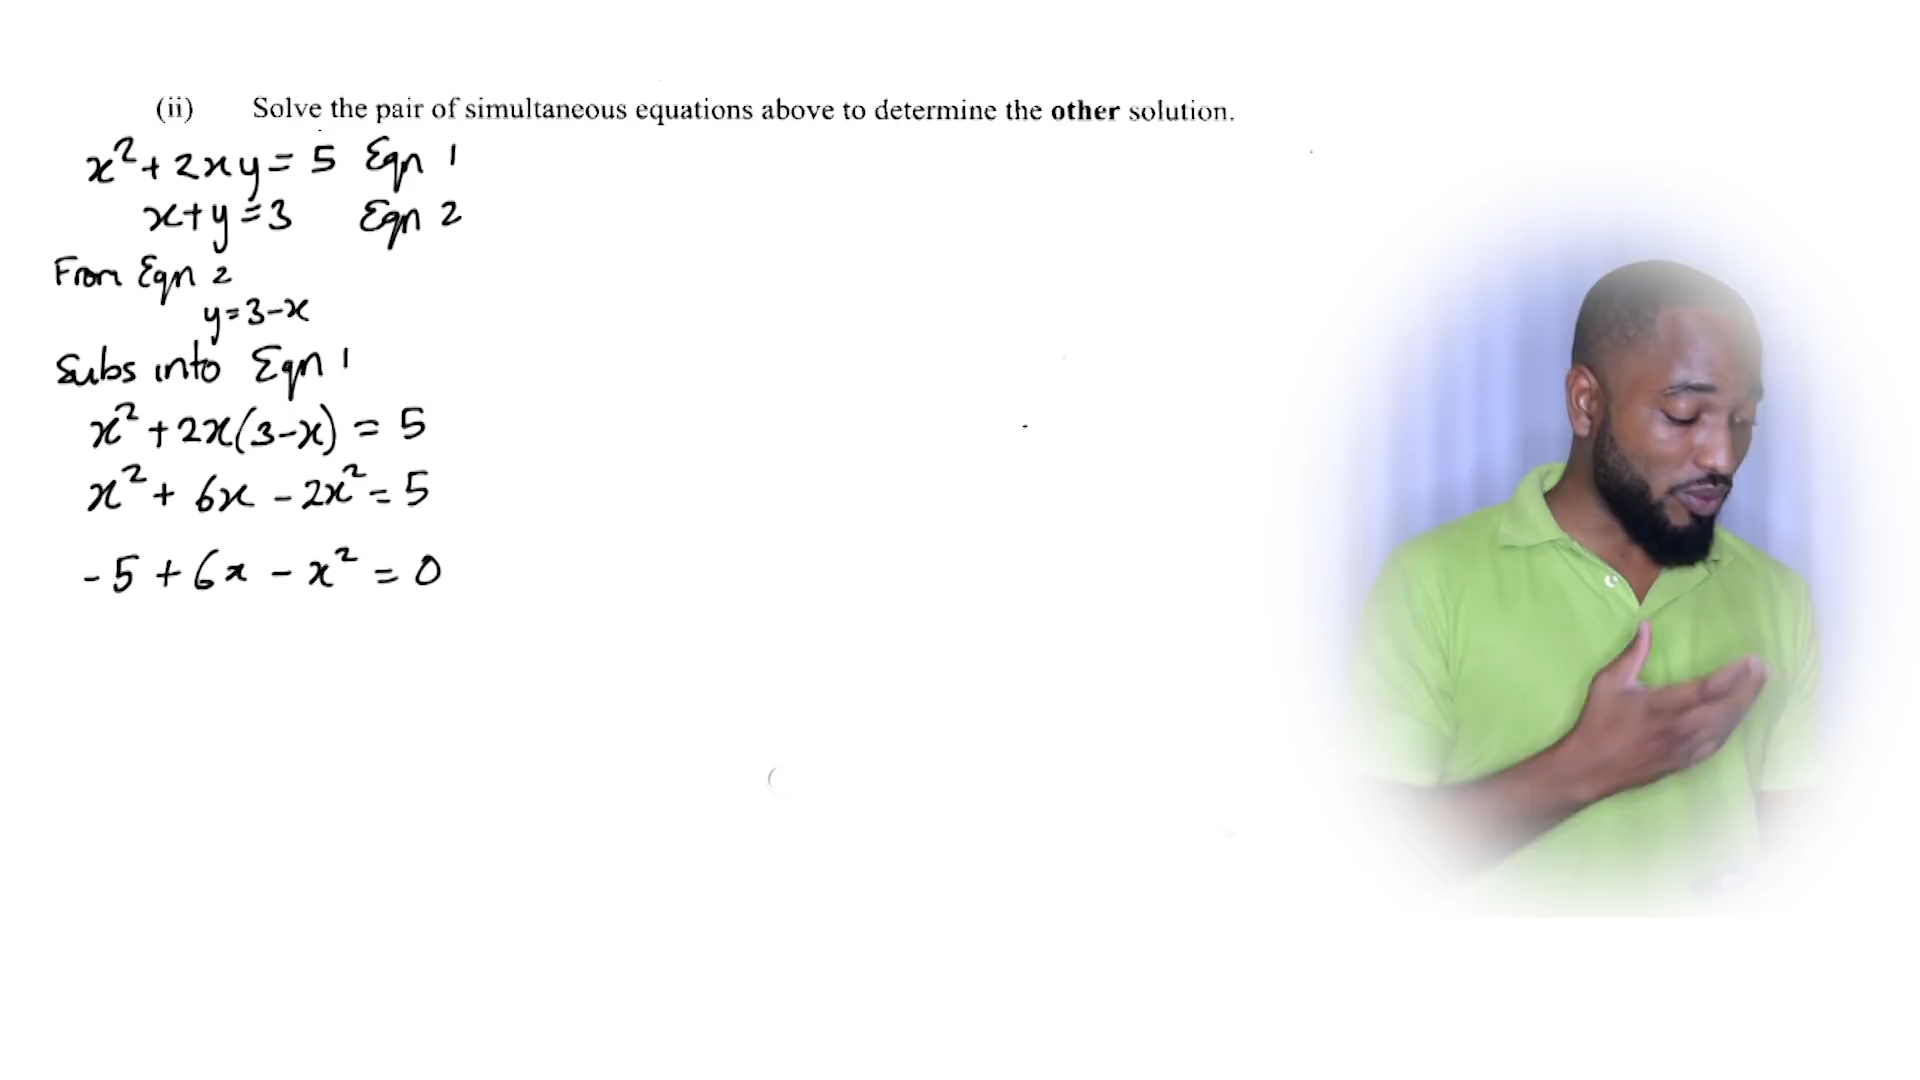 (ii) Solve the pair of simultaneous equations above to determine the other solution.
x² + 2xy = 5 Eqn 1
x + y = 3 Eqn 2
From Eqn 2
y = 3 - x
Subs into Eqn 1
x² + 2x(3 - x) = 5
x² + 6x - 2x² = 5
- 5 + 6x - x² = 0